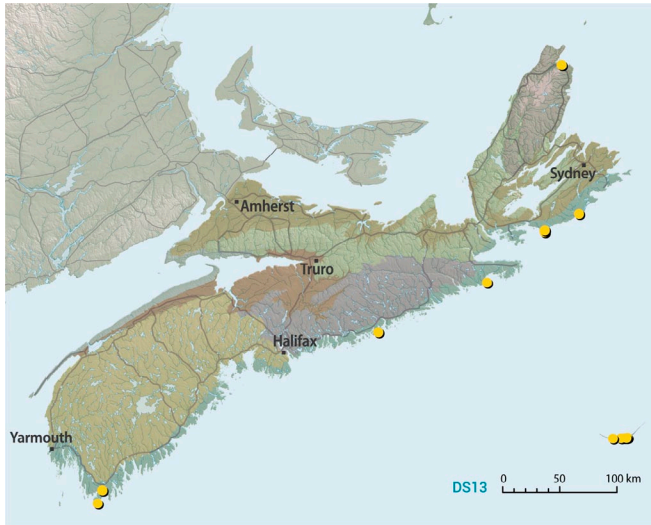 Sydney
Amherst
Truro
Halifax
Yarmouth
DS13 0 50 100 km